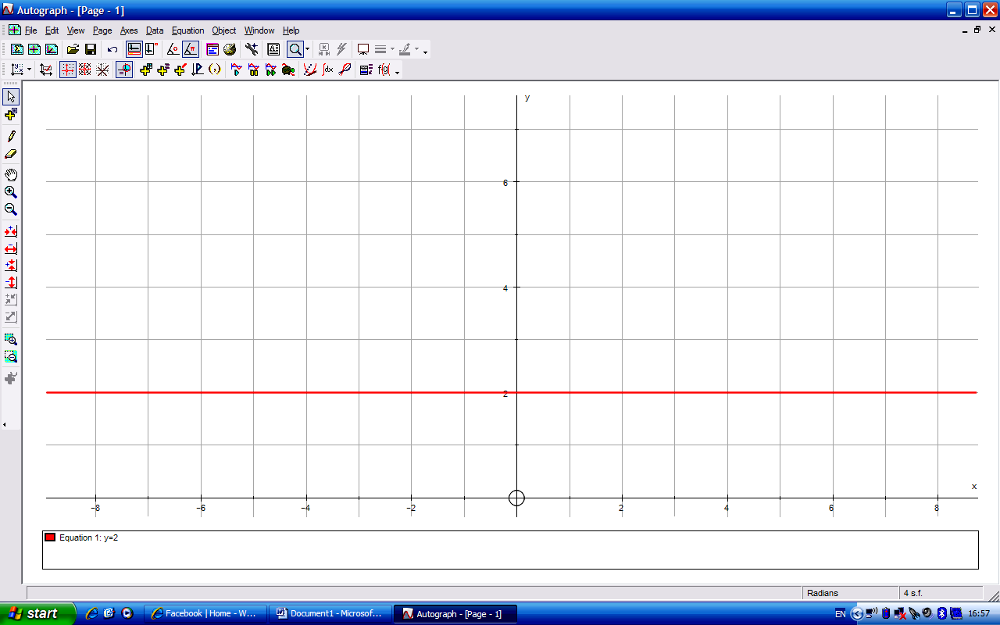 Autograph - [Page - 1]
File Edit View Page Axes Data Equation Object Window Help
y
6
4
2
x
−8 −6 −4 −2 2 4 6 8
Equation 1: y=2
Radians 4 s.f.
start Facebook | Home - W... Document1 - Microsof... Autograph - [Page - 1] EN 16:57